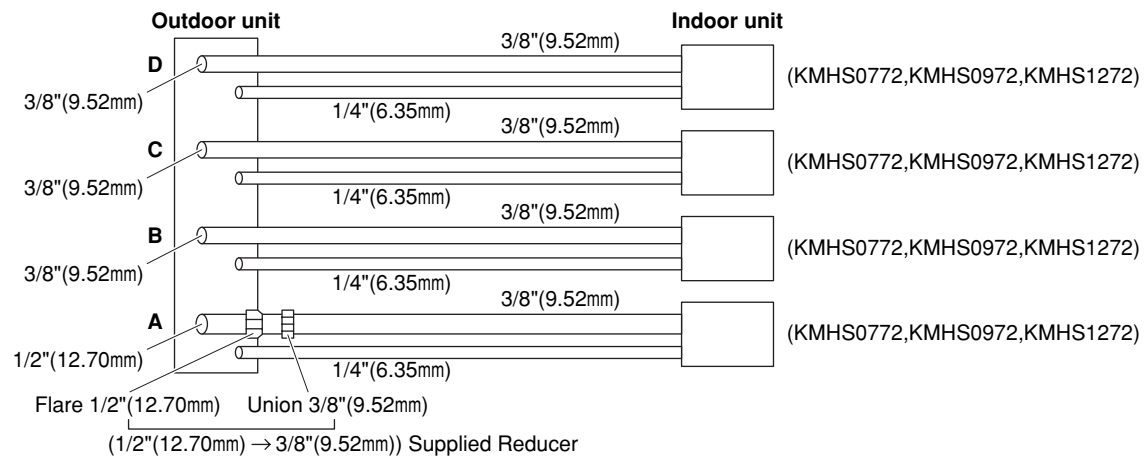 Outdoor unit
Indoor unit
D
3/8"(9.52mm)
3/8"(9.52mm)
1/4"(6.35mm)
(KMHS0772,KMHS0972,KMHS1272)
C
3/8"(9.52mm)
3/8"(9.52mm)
1/4"(6.35mm)
(KMHS0772,KMHS0972,KMHS1272)
B
3/8"(9.52mm)
3/8"(9.52mm)
1/4"(6.35mm)
(KMHS0772,KMHS0972,KMHS1272)
A
3/8"(9.52mm)
1/2"(12.70mm)
1/4"(6.35mm)
(KMHS0772,KMHS0972,KMHS1272)
Flare 1/2"(12.70mm)
Union 3/8"(9.52mm)
(1/2"(12.70mm) → 3/8"(9.52mm)) Supplied Reducer